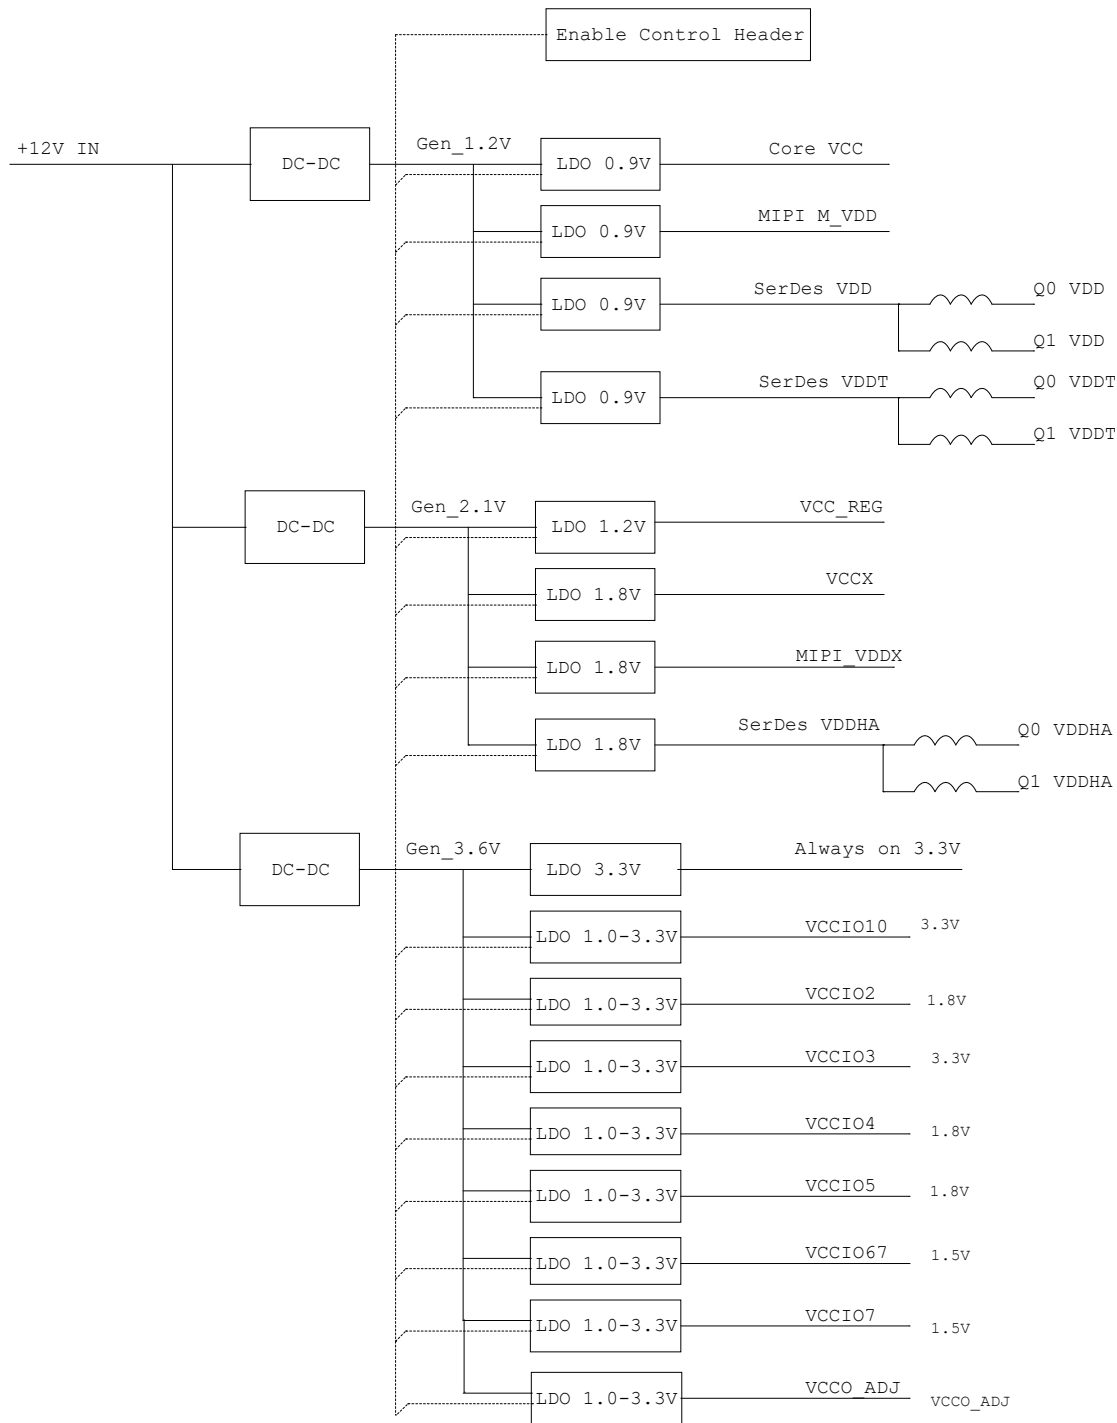 Enable Control Header
+12V IN
DC-DC
Gen_1.2V
LDO 0.9V
Core VCC
LDO 0.9V
MIPI M_VDD
LDO 0.9V
SerDes VDD
Q0 VDD
Q1 VDD
LDO 0.9V
SerDes VDDT
Q0 VDDT
Q1 VDDT
DC-DC
Gen_2.1V
LDO 1.2V
VCC_REG
LDO 1.8V
VCCX
LDO 1.8V
MIPI_VDDX
LDO 1.8V
SerDes VDDHA
Q0 VDDHA
Q1 VDDHA
DC-DC
Gen_3.6V
LDO 3.3V
Always on 3.3V
LDO 1.0-3.3V
VCCIO10
3.3V
LDO 1.0-3.3V
VCCIO2
1.8V
LDO 1.0-3.3V
VCCIO3
3.3V
LDO 1.0-3.3V
VCCIO4
1.8V
LDO 1.0-3.3V
VCCIO5
1.8V
LDO 1.0-3.3V
VCCIO67
1.5V
LDO 1.0-3.3V
VCCIO7
1.5V
LDO 1.0-3.3V
VCCO_ADJ
VCCO_ADJ